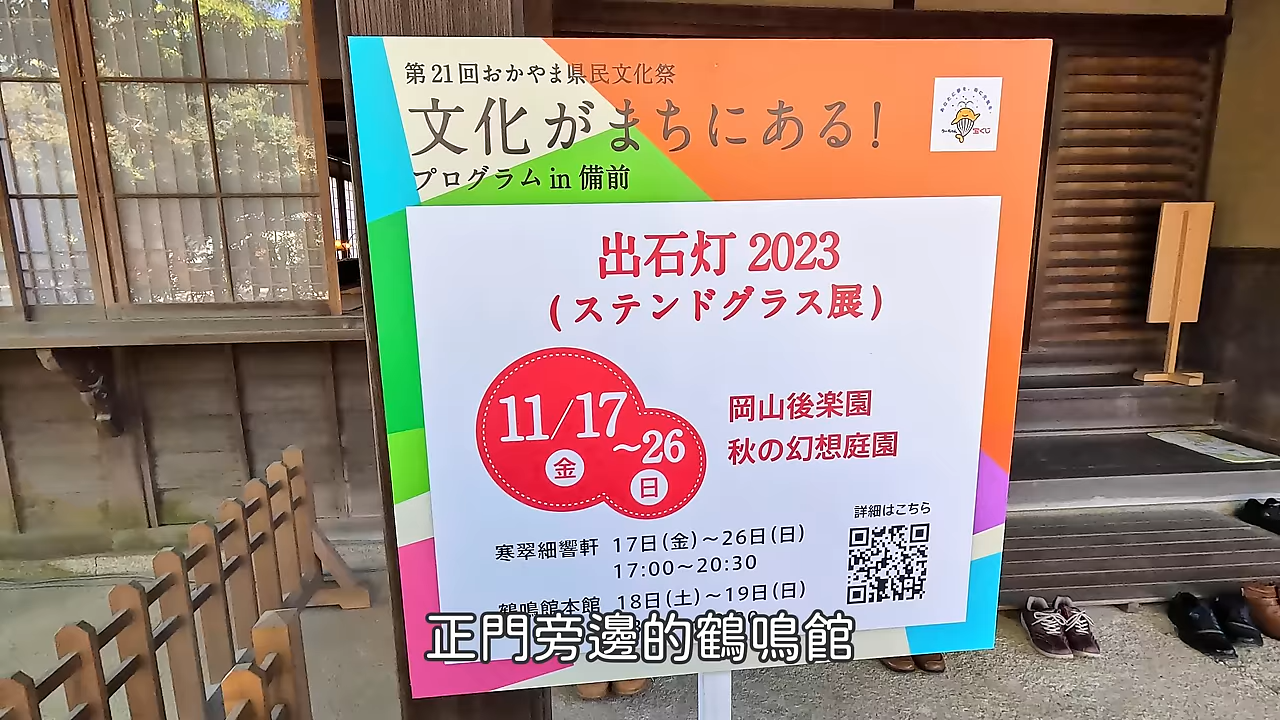 第21回おかやま県民文化祭
文化がまちにある!
プログラム in 備前
宝くじ
出石灯 2023
(ステンドグラス展)
11/17
~26
金
日
岡山後楽園
秋の幻想庭園
詳細はこちら
寒翠細響軒 17日(金)~26日(日)
17:00~20:30
鶴鳴館本館 18日(土)~19日(日)
正門旁邊的鶴鳴館